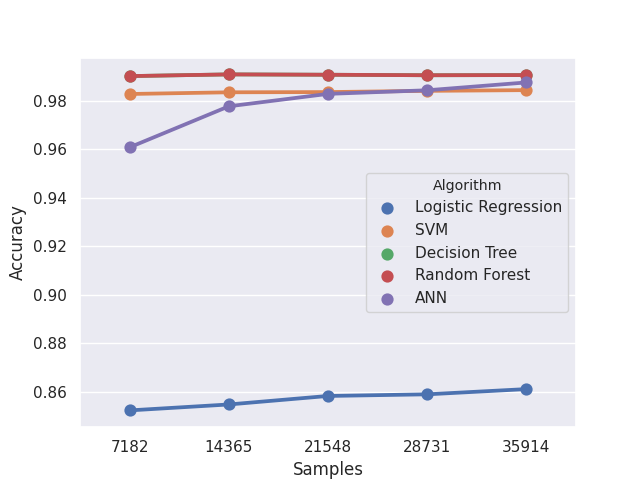 0.98
0.96
0.94
0.92
0.90
0.88
0.86
Accuracy
Algorithm
Logistic Regression
SVM
Decision Tree
Random Forest
ANN
7182 14365 21548 28731 35914
Samples